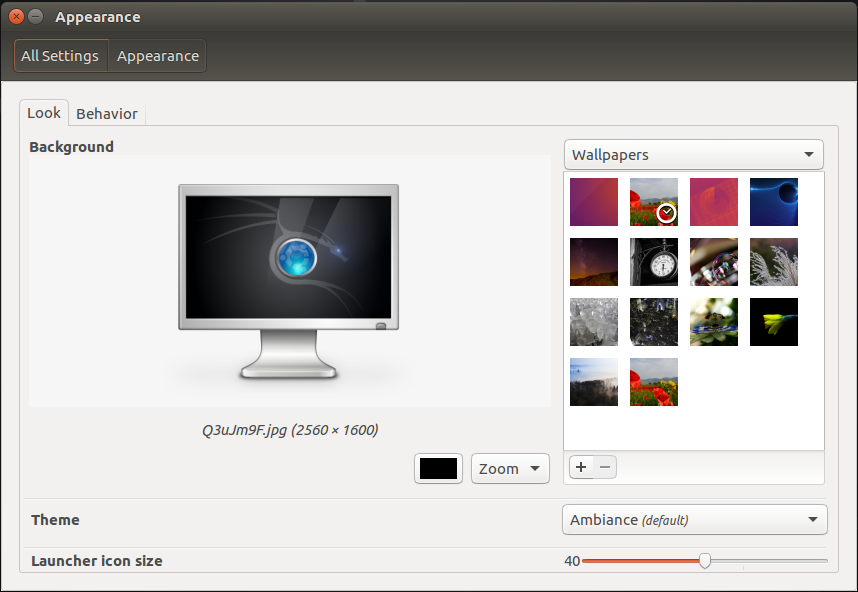 Appearance
All Settings
Appearance
Look
Behavior
Background
Wallpapers
Q3uJm9F.jpg (2560 × 1600)
Zoom
Theme
Ambiance (default)
Launcher icon size
40